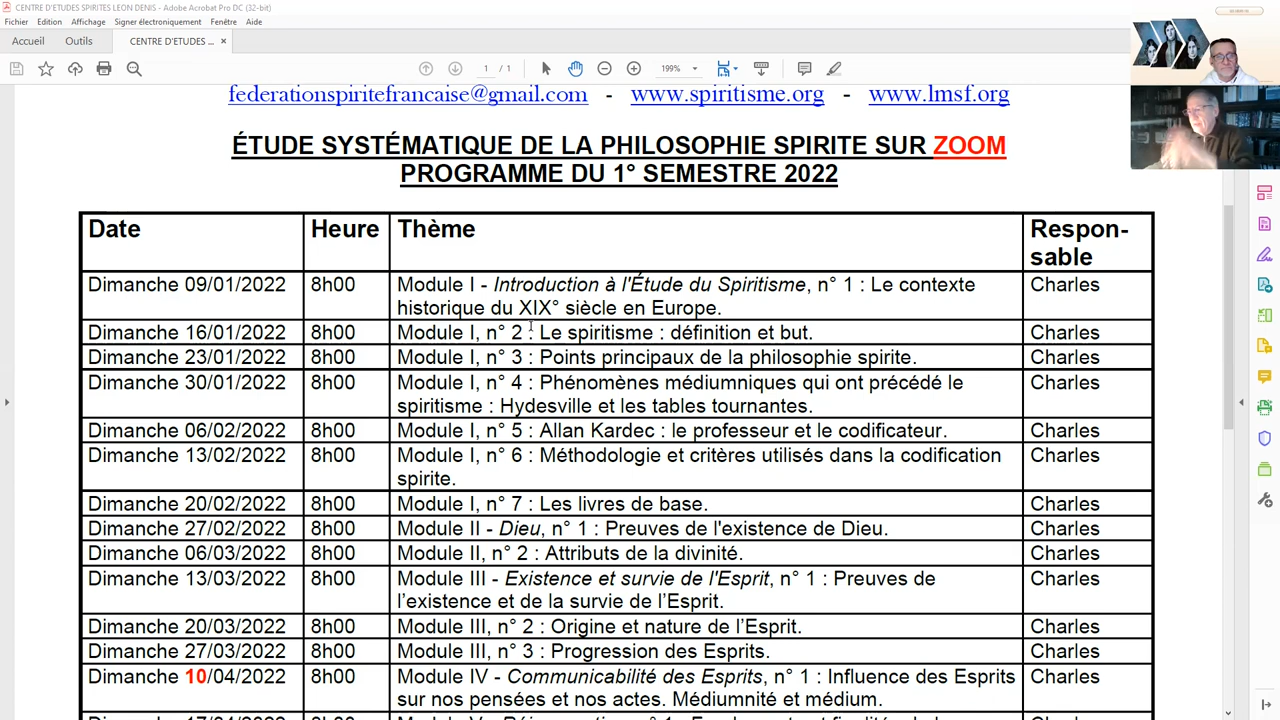 CENTRE D'ETUDES SPIRITES LEON DENIS - Adobe Acrobat Pro DC (32-bit)
Fichier Edition Affichage Signer électroniquement Fenêtre Aide
Accueil Outils CENTRE D'ETUDES ... ×
1 / 1 199%
federationspiritefrancaise@gmail.com - www.spiritisme.org - www.lmsf.org
ÉTUDE SYSTÉMATIQUE DE LA PHILOSOPHIE SPIRITE SUR ZOOM
PROGRAMME DU 1° SEMESTRE 2022
Date Heure Thème Respon-
sable
Dimanche 09/01/2022 8h00 Module I - Introduction à l'Étude du Spiritisme, n° 1 : Le contexte Charles
historique du XIX° siècle en Europe.
Dimanche 16/01/2022 8h00 Module I, n° 2 : Le spiritisme : définition et but. Charles
Dimanche 23/01/2022 8h00 Module I, n° 3 : Points principaux de la philosophie spirite. Charles
Dimanche 30/01/2022 8h00 Module I, n° 4 : Phénomènes médiumniques qui ont précédé le Charles
spiritisme : Hydesville et les tables tournantes.
Dimanche 06/02/2022 8h00 Module I, n° 5 : Allan Kardec : le professeur et le codificateur. Charles
Dimanche 13/02/2022 8h00 Module I, n° 6 : Méthodologie et critères utilisés dans la codification Charles
spirite.
Dimanche 20/02/2022 8h00 Module I, n° 7 : Les livres de base. Charles
Dimanche 27/02/2022 8h00 Module II - Dieu, n° 1 : Preuves de l'existence de Dieu. Charles
Dimanche 06/03/2022 8h00 Module II, n° 2 : Attributs de la divinité. Charles
Dimanche 13/03/2022 8h00 Module III - Existence et survie de l'Esprit, n° 1 : Preuves de Charles
l'existence et de la survie de l'Esprit.
Dimanche 20/03/2022 8h00 Module III, n° 2 : Origine et nature de l'Esprit. Charles
Dimanche 27/03/2022 8h00 Module III, n° 3 : Progression des Esprits. Charles
Dimanche 10/04/2022 8h00 Module IV - Communicabilité des Esprits, n° 1 : Influence des Esprits Charles
sur nos pensées et nos actes. Médiumnité et médium.